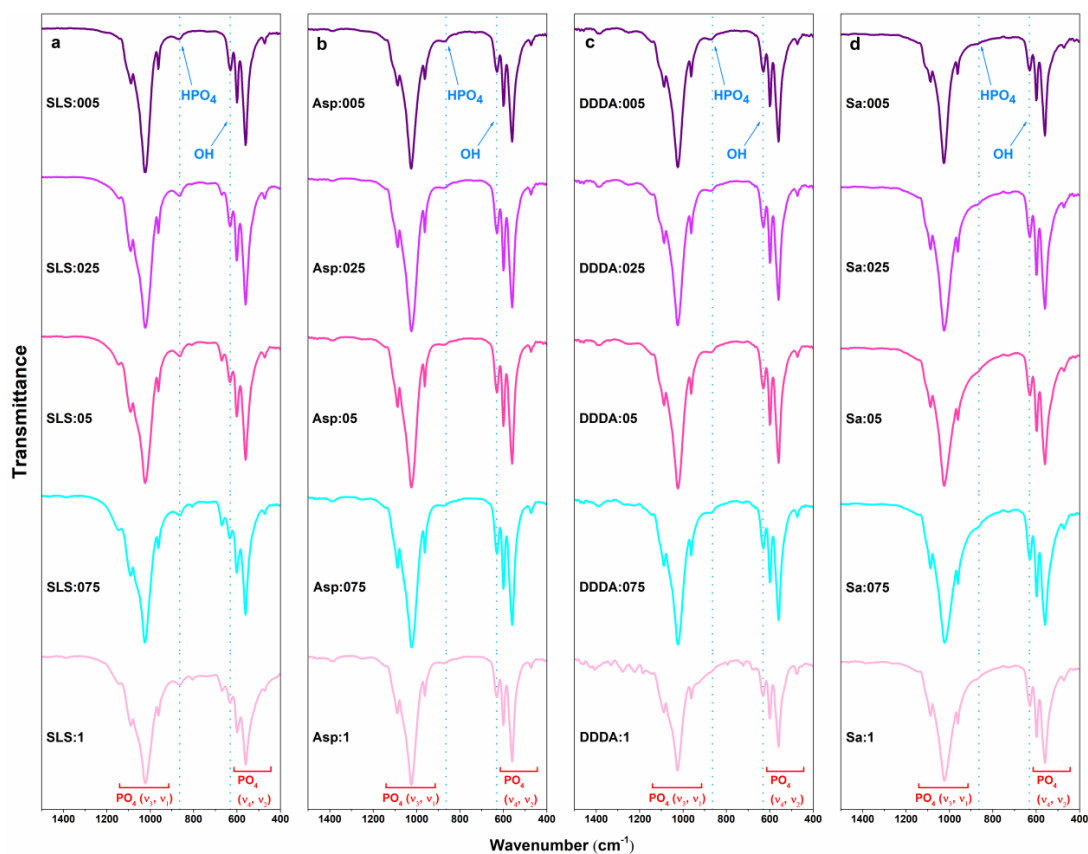 a
b
c
d
SLS:005
HPO4
OH
Asp:005
HPO4
OH
DDDA:005
HPO4
OH
Sa:005
HPO4
OH
SLS:025
Asp:025
DDDA:025
Sa:025
SLS:05
Asp:05
DDDA:05
Sa:05
SLS:075
Asp:075
DDDA:075
Sa:075
SLS:1
Asp:1
DDDA:1
Sa:1
PO4 (ν3, ν1)
PO4
(ν4, ν2)
PO4 (ν3, ν1)
PO4
(ν4, ν2)
PO4 (ν3, ν1)
PO4
(ν4, ν2)
PO4 (ν3, ν1)
PO4
(ν4, ν2)
1400 1200 1000 800 600 400
1400 1200 1000 800 600 400
1400 1200 1000 800 600 400
1400 1200 1000 800 600 400
Transmittance
Wavenumber (cm-1)